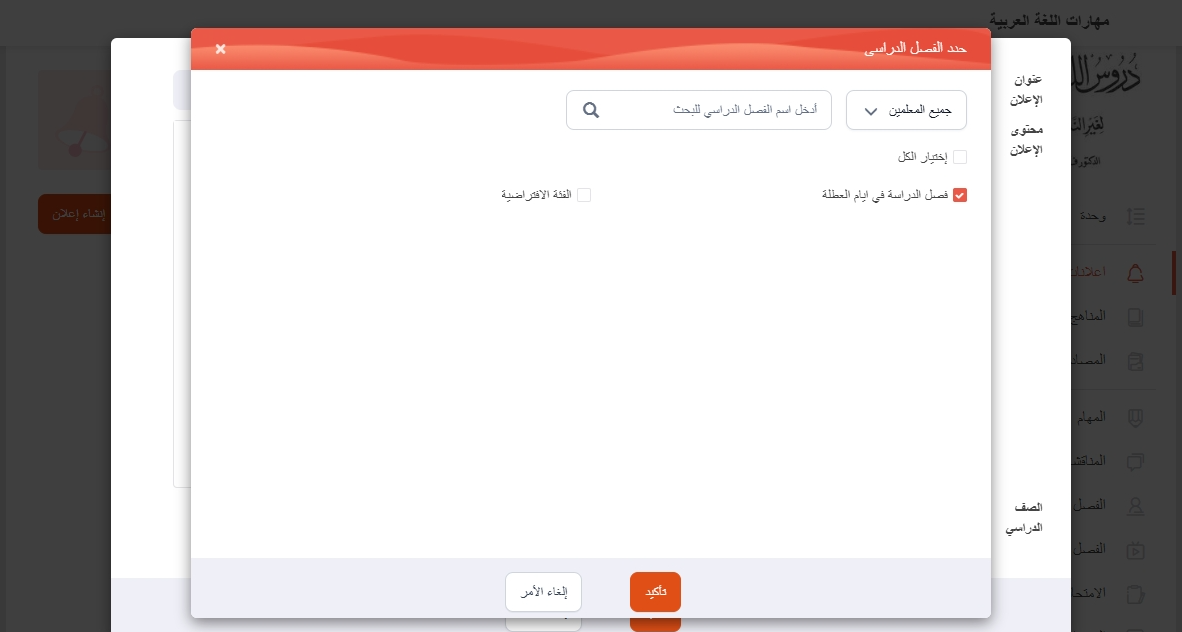 مهارات اللغة العربية
حدد الفصل الدراسي
جميع المعلمين
أدخل اسم الفصل الدراسي للبحث
إختيار الكل
فصل الدراسة في ايام العطلة
الفئة الافتراضية
تأكيد
إلغاء الأمر
عنوان
الإعلان
محتوى
الإعلان
الصف
الدراسي
إنشاء إعلان
وحدة
اعلانات
المناهج
المهام
الفصل
الفصل